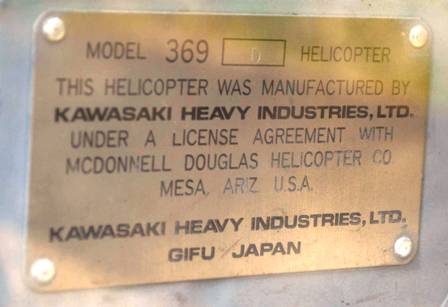 MODEL 369 D HELICOPTER
THIS HELICOPTER WAS MANUFACTURED BY
KAWASAKI HEAVY INDUSTRIES, LTD.
UNDER A LICENSE AGREEMENT WITH
MCDONNELL DOUGLAS HELICOPTER CO
MESA, ARIZ U.S.A.
KAWASAKI HEAVY INDUSTRIES, LTD.
GIFU JAPAN